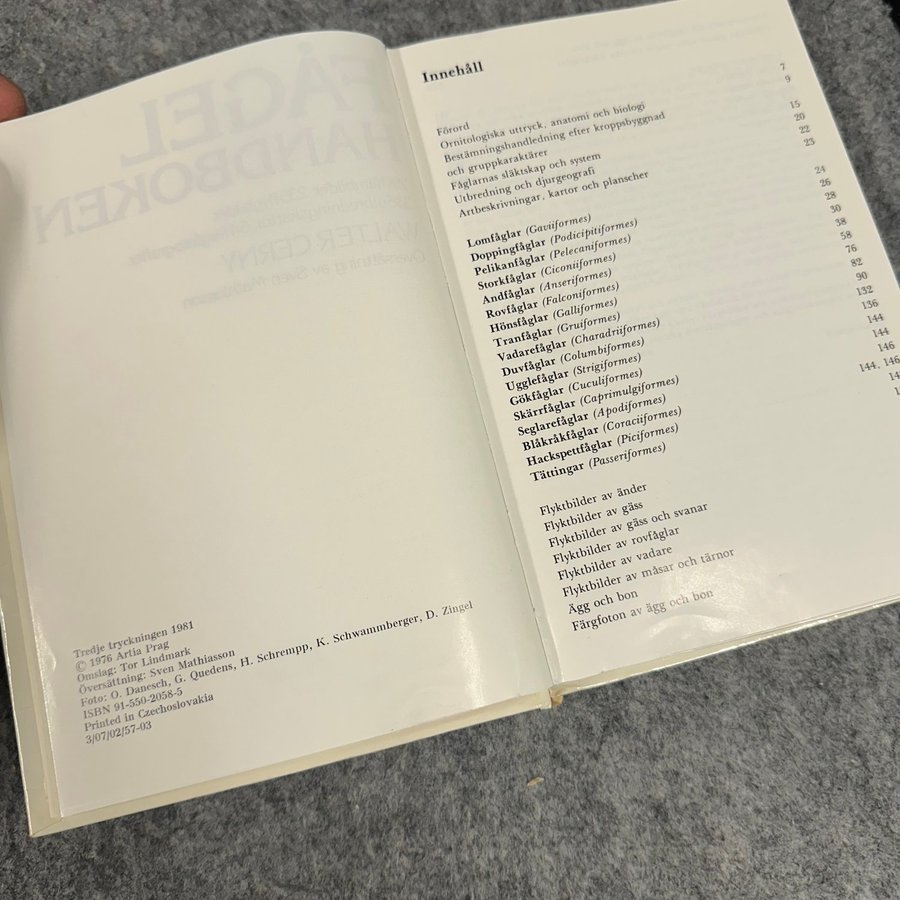 Tredje tryckningen 1981
© 1976 Artia Prag
Omslag: Tor Lindmark
Översättning: Sven Mathiasson
Foto: O. Danesch, G. Quedens, H. Schrempp, K. Schwammberger, D. Zingel
ISBN 91-550-2058-5
Printed in Czechoslovakia
3/07/02/57-03
Innehåll
Förord 7
Ornitologiska uttryck, anatomi och biologi 9
Bestämningshandledning efter kroppsbyggnad
och gruppkaraktärer 15
Fåglarnas släktskap och system 20
Utbredning och djurgeografi 22
Artbeskrivningar, kartor och planscher 23
Lomfåglar (Gaviiformes) 24
Doppingfåglar (Podicipitiformes) 26
Pelikanfåglar (Pelecaniformes) 28
Storkfåglar (Ciconiiformes) 30
Andfåglar (Anseriformes) 38
Rovfåglar (Falconiformes) 58
Hönsfåglar (Galliformes) 76
Tranfåglar (Gruiformes) 82
Vadarefåglar (Charadriiformes) 90
Duvfåglar (Columbiformes) 132
Ugglefåglar (Strigiformes) 136
Gökfåglar (Cuculiformes) 144
Skärrfåglar (Caprimulgiformes) 144
Seglarefåglar (Apodiformes) 146
Blåkråkfåglar (Coraciiformes) 144, 146
Hackspettfåglar (Piciformes)
Tättingar (Passeriformes)
Flyktbilder av änder
Flyktbilder av gäss
Flyktbilder av gäss och svanar
Flyktbilder av rovfåglar
Flyktbilder av vadare
Flyktbilder av måsar och tärnor
Ägg och bon
Färgfoton av ägg och bon